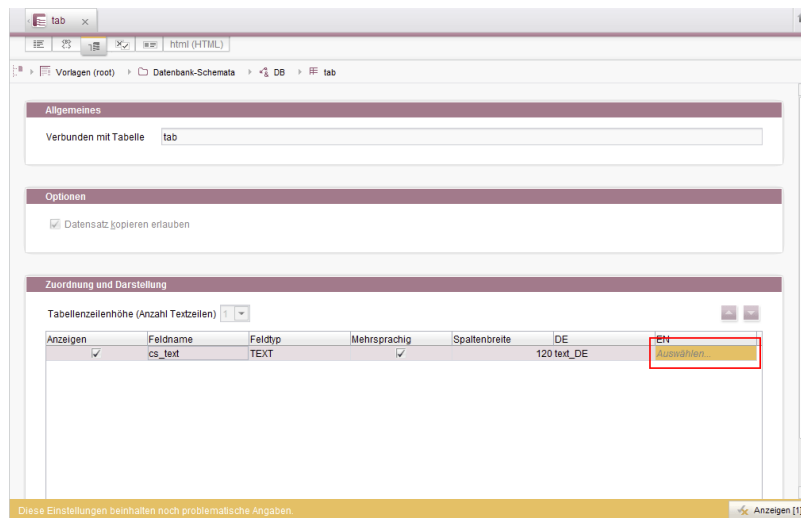 tab
html (HTML)
Vorlagen (root) Datenbank-Schemata DB tab
Allgemeines
Verbunden mit Tabelle tab
Optionen
Datensatz kopieren erlauben
Zuordnung und Darstellung
Tabellenzeilenhöhe (Anzahl Textzeilen) 1
Anzeigen Feldname Feldtyp Mehrsprachig Spaltenbreite DE EN
cs_text TEXT 120 text_DE Auswählen...
Diese Einstellungen beinhalten noch problematische Angaben. Anzeigen [1]